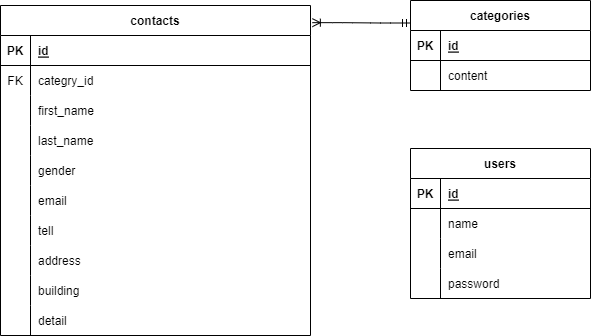 contacts
PK id
FK categry_id
first_name
last_name
gender
email
tell
address
building
detail
categories
PK id
content
users
PK id
name
email
password